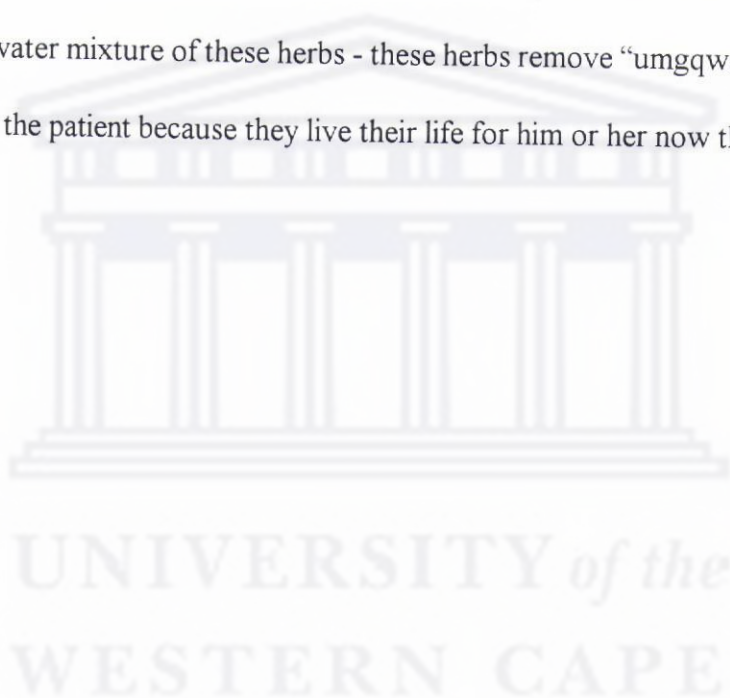 water mixture of these herbs - these herbs remove “umgqw
the patient because they live their life for him or her now
UNIVERSITY of the
WESTERN CAPE